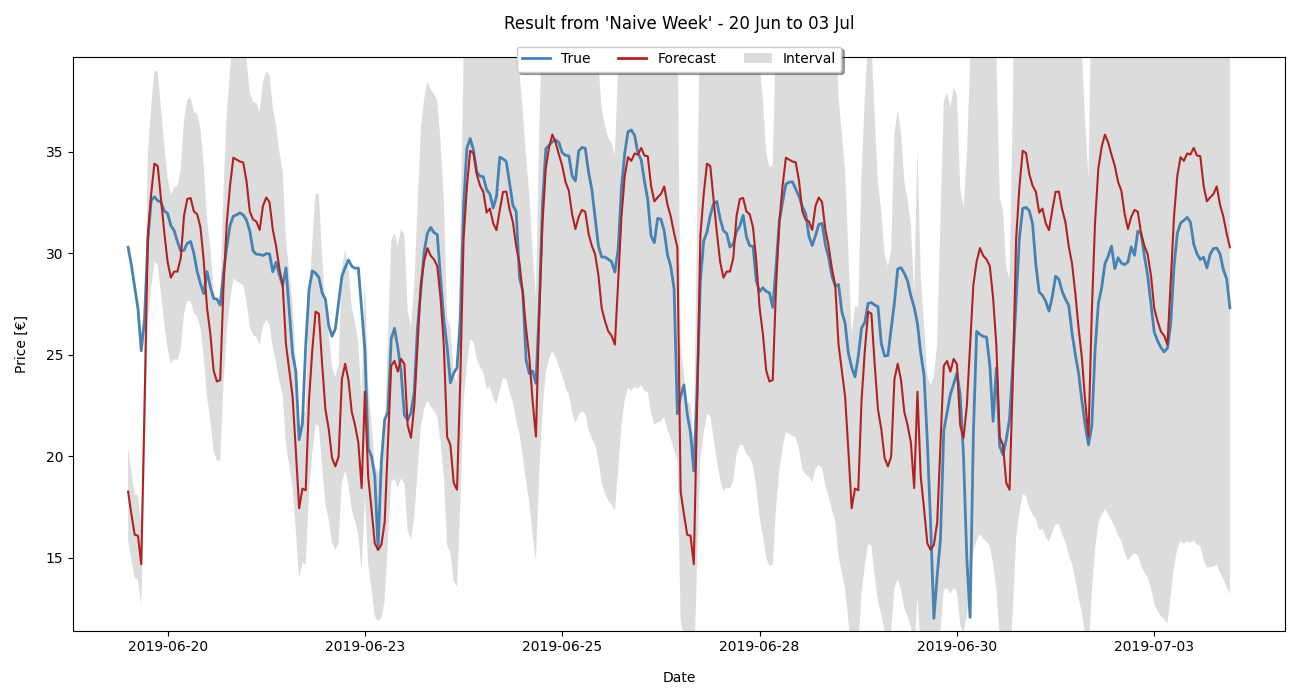 Result from 'Naive Week' - 20 Jun to 03 Jul
True Forecast Interval
35
30
25
20
15
Price [€]
2019-06-20 2019-06-23 2019-06-25 2019-06-28 2019-06-30 2019-07-03
Date